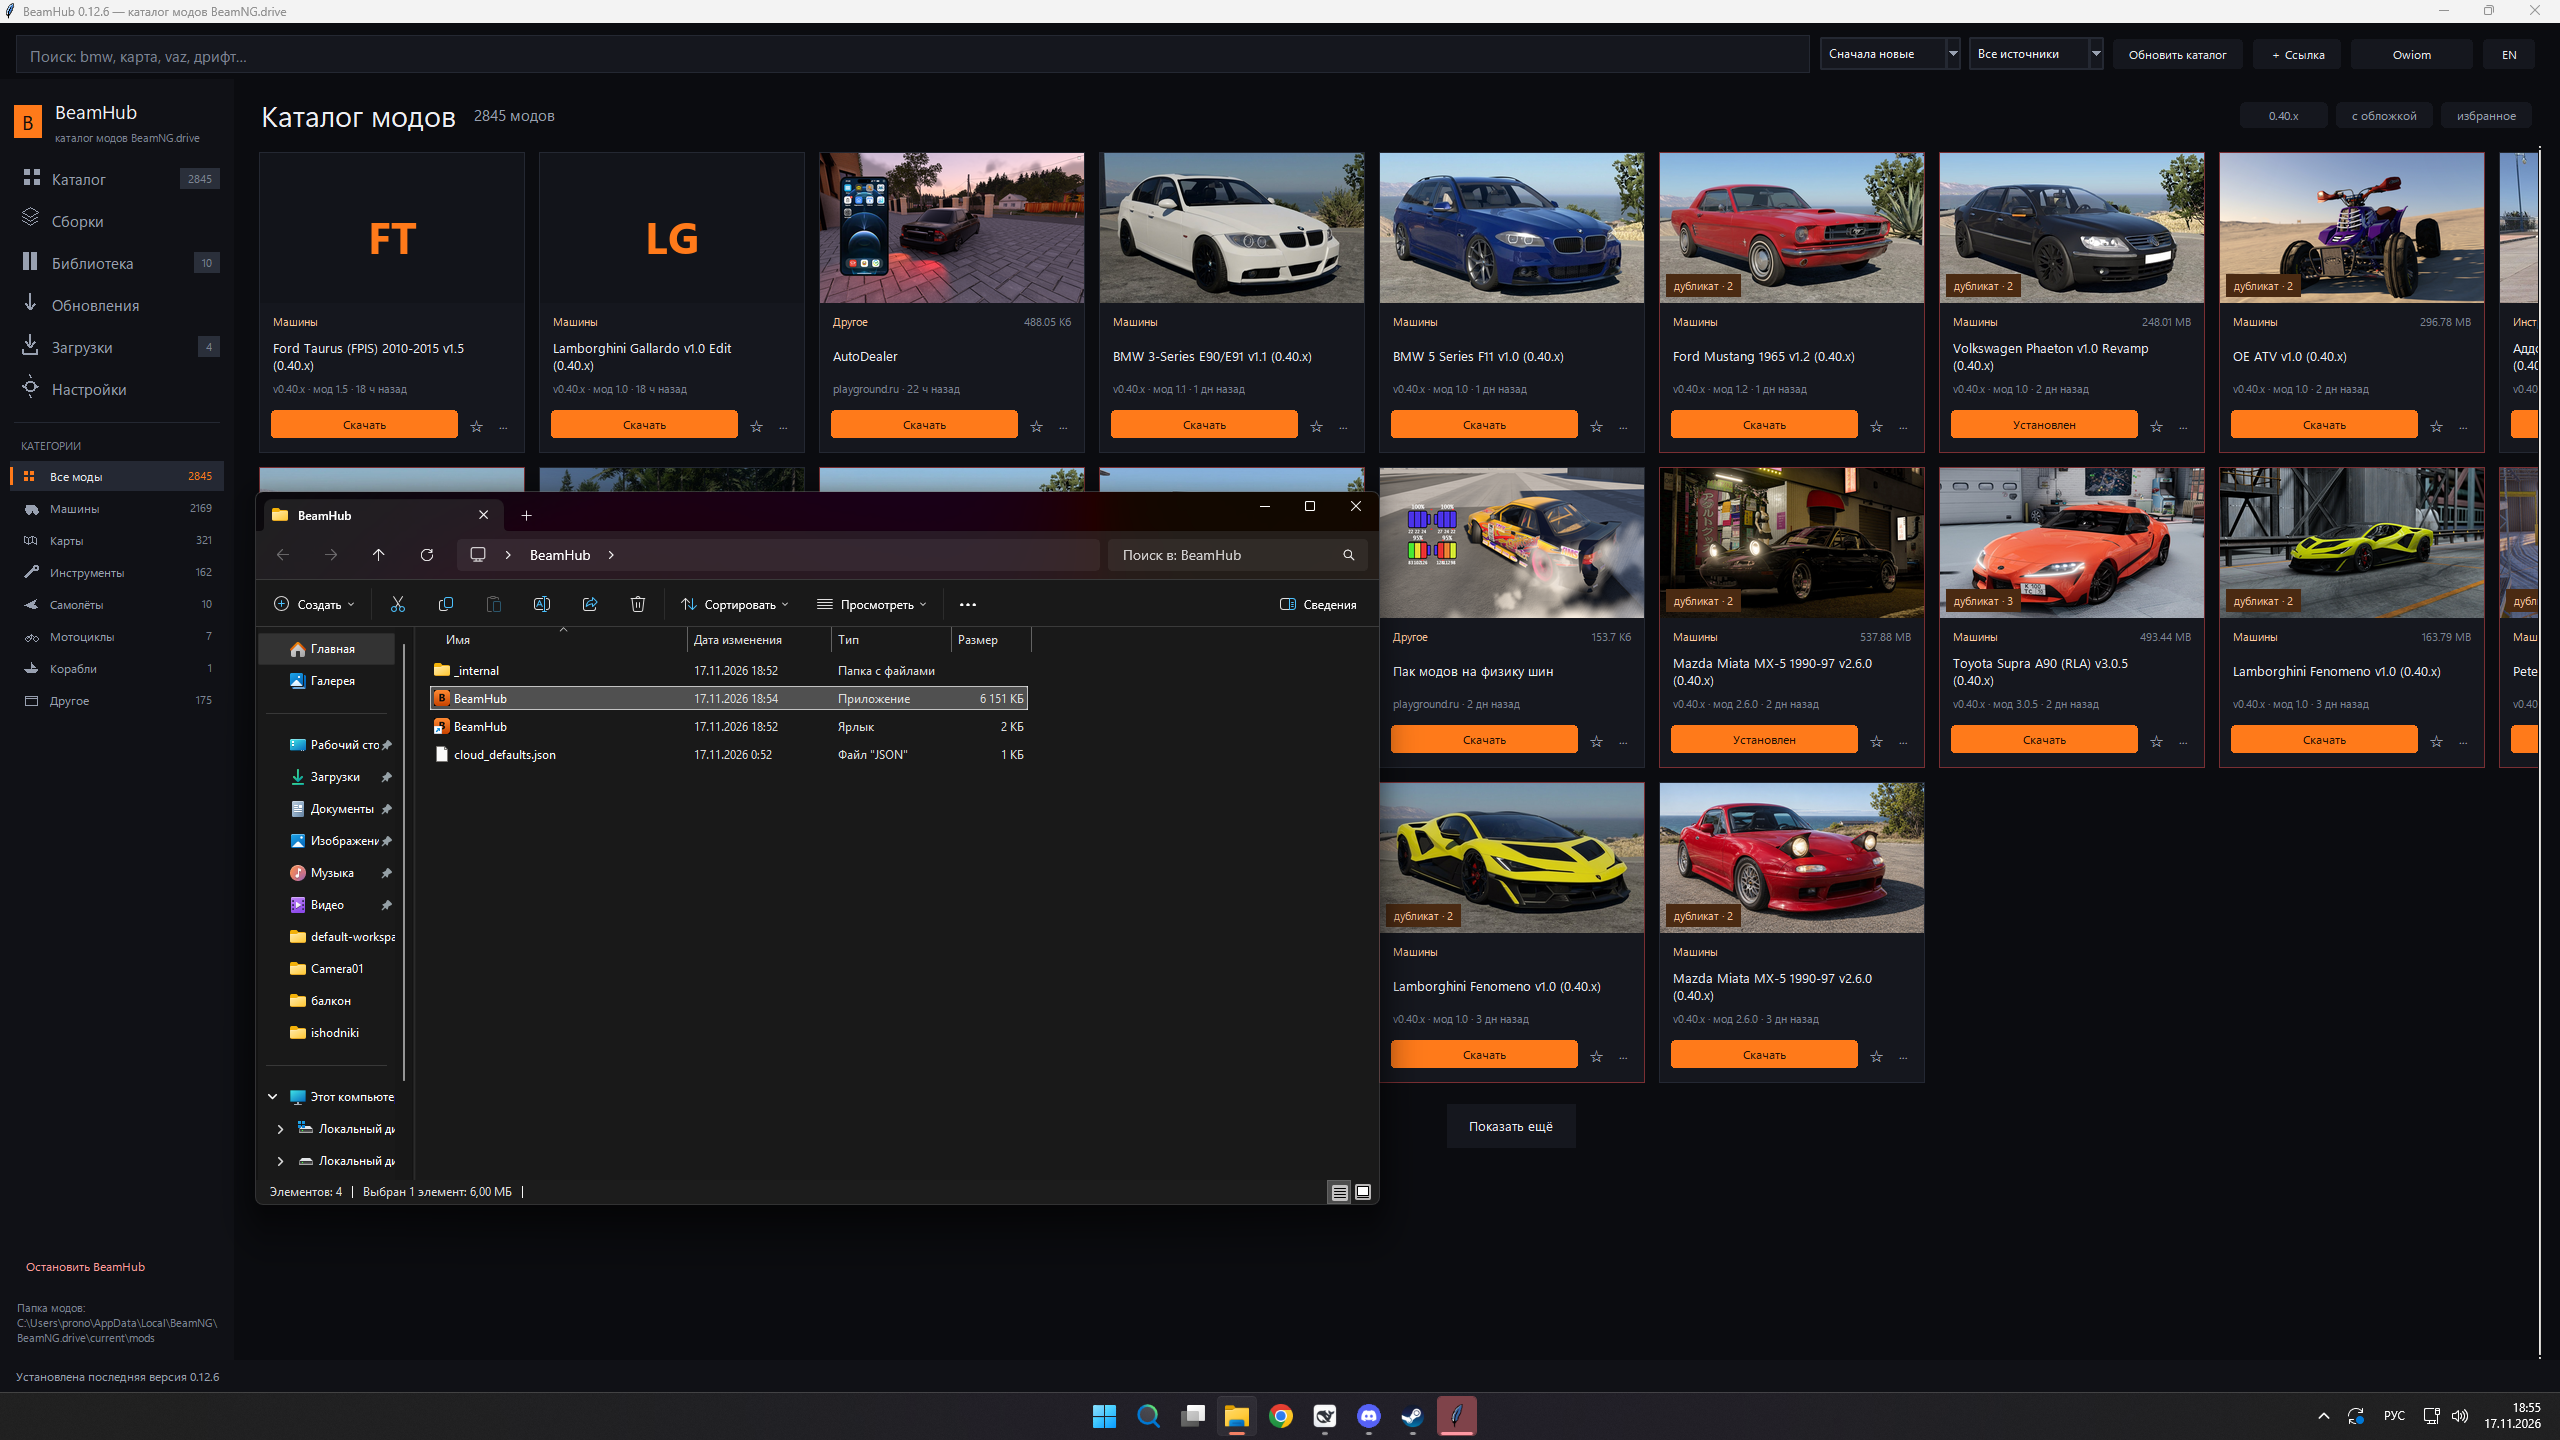 BeamHub 0.12.6 — каталог модов BeamNG.drive
Поиск: bmw, карта, vaz, дрифт...
Сначала новые
Все источники
Обновить каталог
+ Ссылка
Owiom
EN
B
BeamHub
каталог модов BeamNG.drive
Каталог 2845
Сборки
Библиотека 10
Обновления
Загрузки 4
Настройки
КАТЕГОРИИ
Все моды 2845
Машины 2169
Карты 321
Инструменты 162
Самолёты 10
Мотоциклы 7
Корабли 1
Другое 175
Остановить BeamHub
Папка модов:
C:\Users\prono\AppData\Local\BeamNG\
BeamNG.drive\current\mods
Установлена последняя версия 0.12.6
Каталог модов 2845 модов
0.40.x
с обложкой
избранное
FT
Машины
Ford Taurus (FPIS) 2010-2015 v1.5
(0.40.x)
v0.40.x · мод 1.5 · 18 ч назад
Скачать
...
LG
Машины
Lamborghini Gallardo v1.0 Edit
(0.40.x)
v0.40.x · мод 1.0 · 18 ч назад
Скачать
...
Другое 488.05 Кб
AutoDealer
playground.ru · 22 ч назад
Скачать
...
Машины
BMW 3-Series E90/E91 v1.1 (0.40.x)
v0.40.x · мод 1.1 · 1 дн назад
Скачать
...
Машины
BMW 5 Series F11 v1.0 (0.40.x)
v0.40.x · мод 1.0 · 1 дн назад
Скачать
...
дубликат · 2
Машины
Ford Mustang 1965 v1.2 (0.40.x)
v0.40.x · мод 1.2 · 1 дн назад
Скачать
...
дубликат · 2
Машины 248.01 MB
Volkswagen Phaeton v1.0 Revamp
(0.40.x)
v0.40.x · мод 1.0 · 2 дн назад
Установлен
...
дубликат · 2
Машины 296.78 MB
OE ATV v1.0 (0.40.x)
v0.40.x · мод 1.0 · 2 дн назад
Скачать
...
Инст
Аддо
(0.40
v0.40
100% 100%
95% 95%
Другое 153.7 Кб
Пак модов на физику шин
playground.ru · 2 дн назад
Скачать
...
дубликат · 2
Машины 537.88 MB
Mazda Miata MX-5 1990-97 v2.6.0
(0.40.x)
v0.40.x · мод 2.6.0 · 2 дн назад
Установлен
...
дубликат · 3
Машины 493.44 MB
Toyota Supra A90 (RLA) v3.0.5
(0.40.x)
v0.40.x · мод 3.0.5 · 2 дн назад
Скачать
...
дубликат · 2
Машины 163.79 MB
Lamborghini Fenomeno v1.0 (0.40.x)
v0.40.x · мод 1.0 · 3 дн назад
Скачать
...
дубл
Маш
Pete
v0.40
дубликат · 2
Машины
Lamborghini Fenomeno v1.0 (0.40.x)
v0.40.x · мод 1.0 · 3 дн назад
Скачать
...
дубликат · 2
Машины
Mazda Miata MX-5 1990-97 v2.6.0
(0.40.x)
v0.40.x · мод 2.6.0 · 3 дн назад
Скачать
...
Показать ещё
BeamHub
BeamHub
Поиск в: BeamHub
Создать
Сортировать
Просмотреть
Сведения
Главная
Галерея
Рабочий сто
Загрузки
Документы
Изображени
Музыка
Видео
default-workspa
Camera01
балкон
ishodniki
Этот компьюте
Локальный ди
Локальный ди
Имя Дата изменения Тип Размер
_internal 17.11.2026 18:52 Папка с файлами
BeamHub 17.11.2026 18:54 Приложение 6 151 КБ
BeamHub 17.11.2026 18:52 Ярлык 2 КБ
cloud_defaults.json 17.11.2026 0:52 Файл "JSON" 1 КБ
Элементов: 4 Выбран 1 элемент: 6,00 МБ
РУС
18:55
17.11.2026